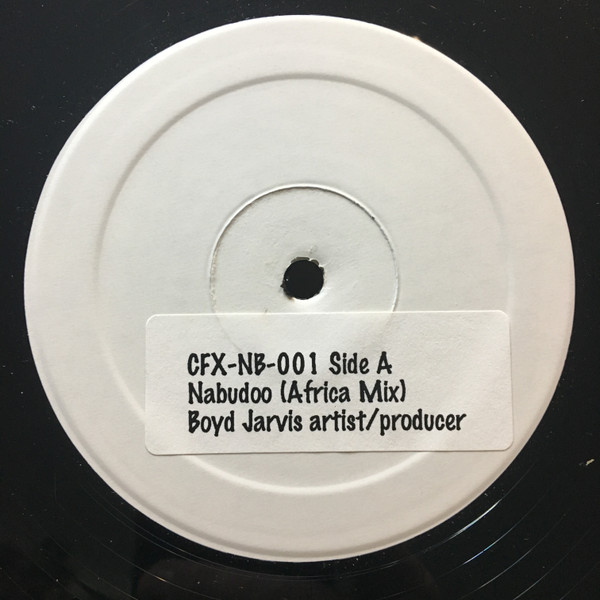 CFX-NB-001 Side A
Nabudoo (Africa Mix)
Boyd Jarvis artist/producer